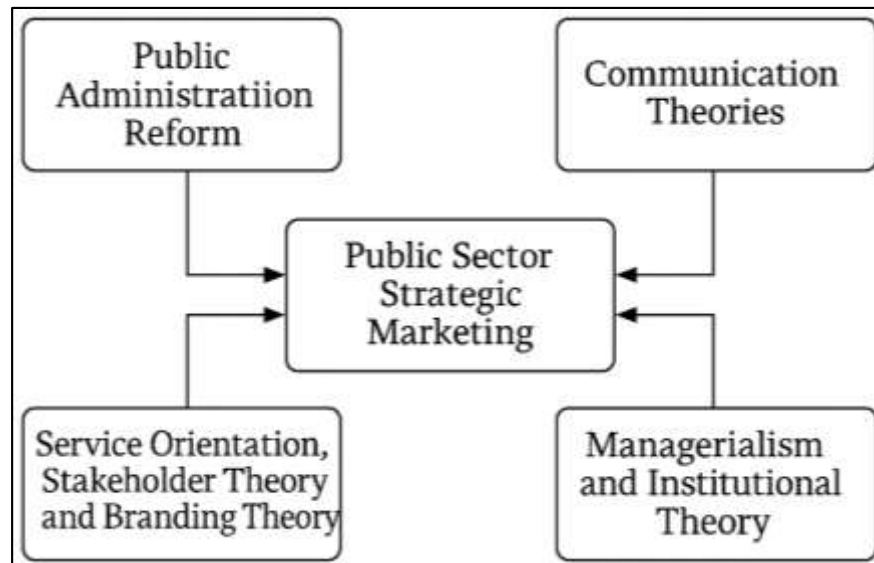 Public
Administratiion
Reform
Communication
Theories
Public Sector
Strategic
Marketing
Service Orientation,
Stakeholder Theory
and Branding Theory
Managerialism
and Institutional
Theory